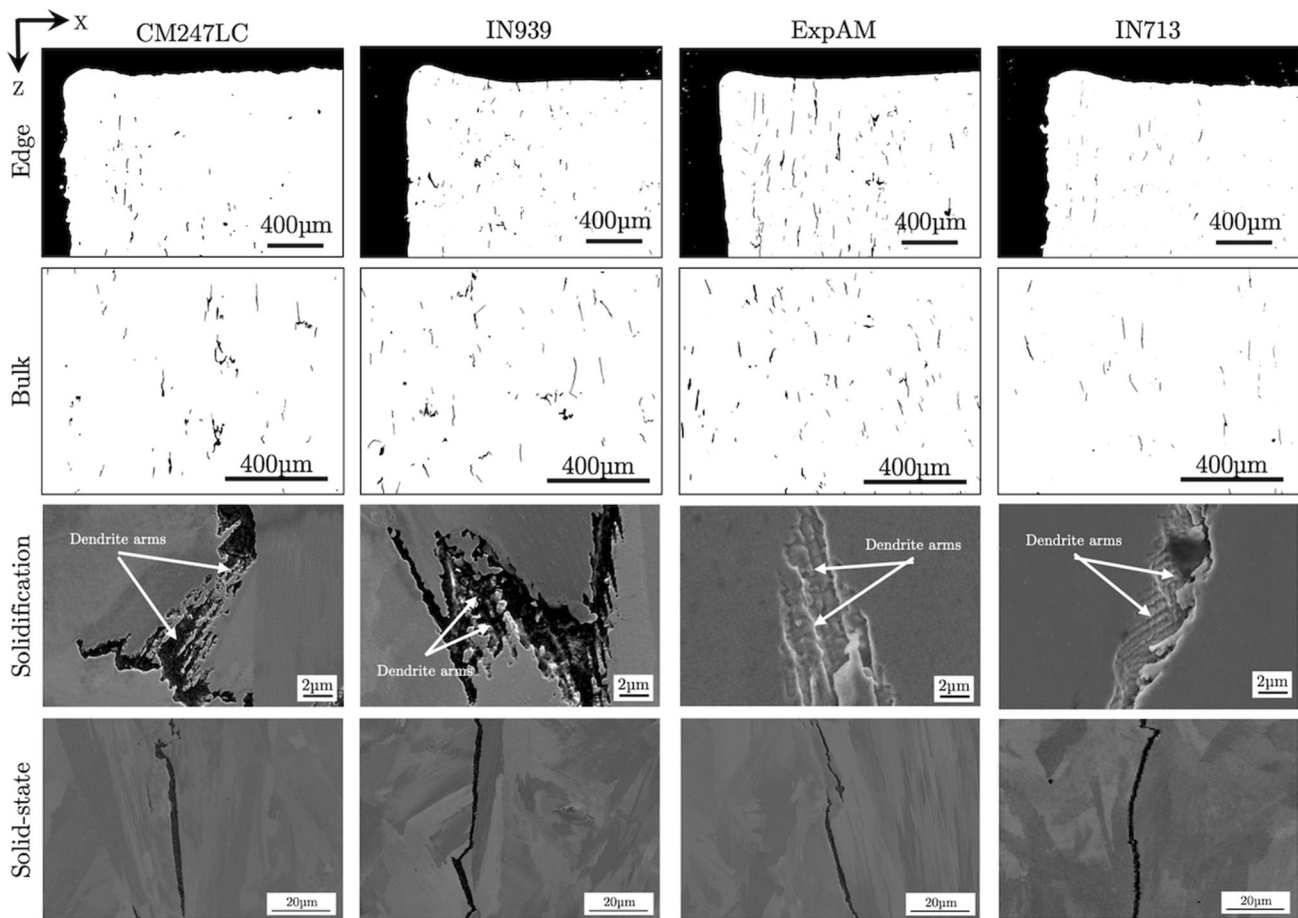 X
Z
CM247LC
IN939
ExpAM
IN713
Edge
400µm
400µm
400µm
400µm
Bulk
400µm
400µm
400µm
400µm
Solidification
Dendrite arms
2µm
Dendrite arms
2µm
Dendrite arms
2µm
Dendrite arms
2µm
Solid-state
20µm
20µm
20µm
20µm